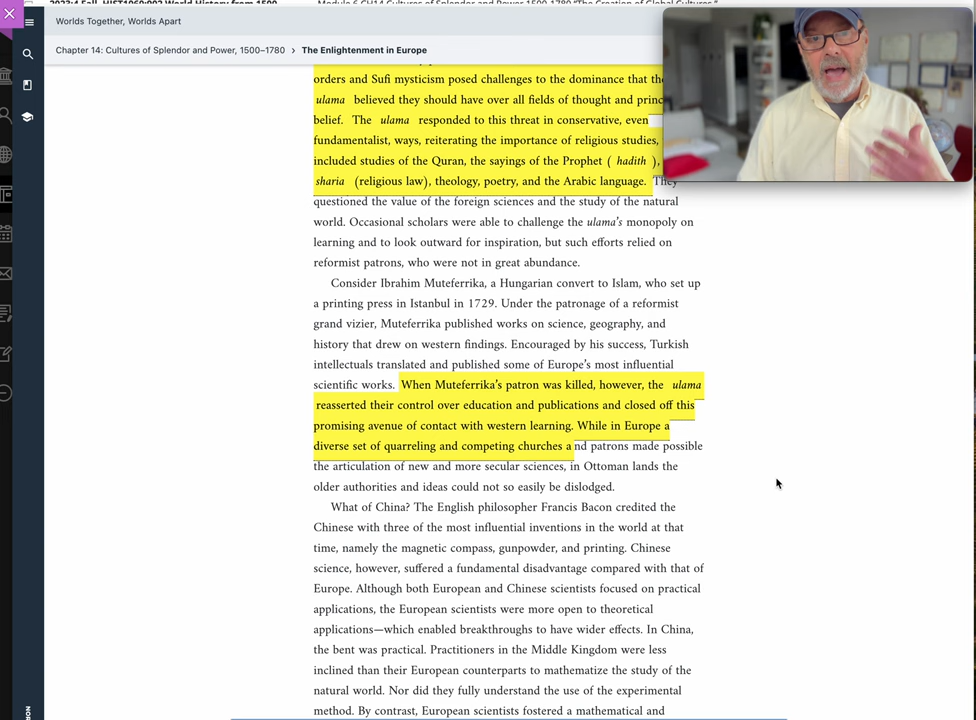 Worlds Together, Worlds Apart
Chapter 14: Cultures of Splendor and Power, 1500–1780 › The Enlightenment in Europe
orders and Sufi mysticism posed challenges to the dominance that the
ulama believed they should have over all fields of thought and princ
belief. The ulama responded to this threat in conservative, even
fundamentalist, ways, reiterating the importance of religious studies,
included studies of the Quran, the sayings of the Prophet ( hadith ),
sharia (religious law), theology, poetry, and the Arabic language. They
questioned the value of the foreign sciences and the study of the natural
world. Occasional scholars were able to challenge the ulama's monopoly on
learning and to look outward for inspiration, but such efforts relied on
reformist patrons, who were not in great abundance.
Consider Ibrahim Muteferrika, a Hungarian convert to Islam, who set up
a printing press in Istanbul in 1729. Under the patronage of a reformist
grand vizier, Muteferrika published works on science, geography, and
history that drew on western findings. Encouraged by his success, Turkish
intellectuals translated and published some of Europe's most influential
scientific works. When Muteferrika's patron was killed, however, the ulama
reasserted their control over education and publications and closed off this
promising avenue of contact with western learning. While in Europe a
diverse set of quarreling and competing churches and patrons made possible
the articulation of new and more secular sciences, in Ottoman lands the
older authorities and ideas could not so easily be dislodged.
What of China? The English philosopher Francis Bacon credited the
Chinese with three of the most influential inventions in the world at that
time, namely the magnetic compass, gunpowder, and printing. Chinese
science, however, suffered a fundamental disadvantage compared with that of
Europe. Although both European and Chinese scientists focused on practical
applications, the European scientists were more open to theoretical
applications—which enabled breakthroughs to have wider effects. In China,
the bent was practical. Practitioners in the Middle Kingdom were less
inclined than their European counterparts to mathematize the study of the
natural world. Nor did they fully understand the use of the experimental
method. By contrast, European scientists fostered a mathematical and